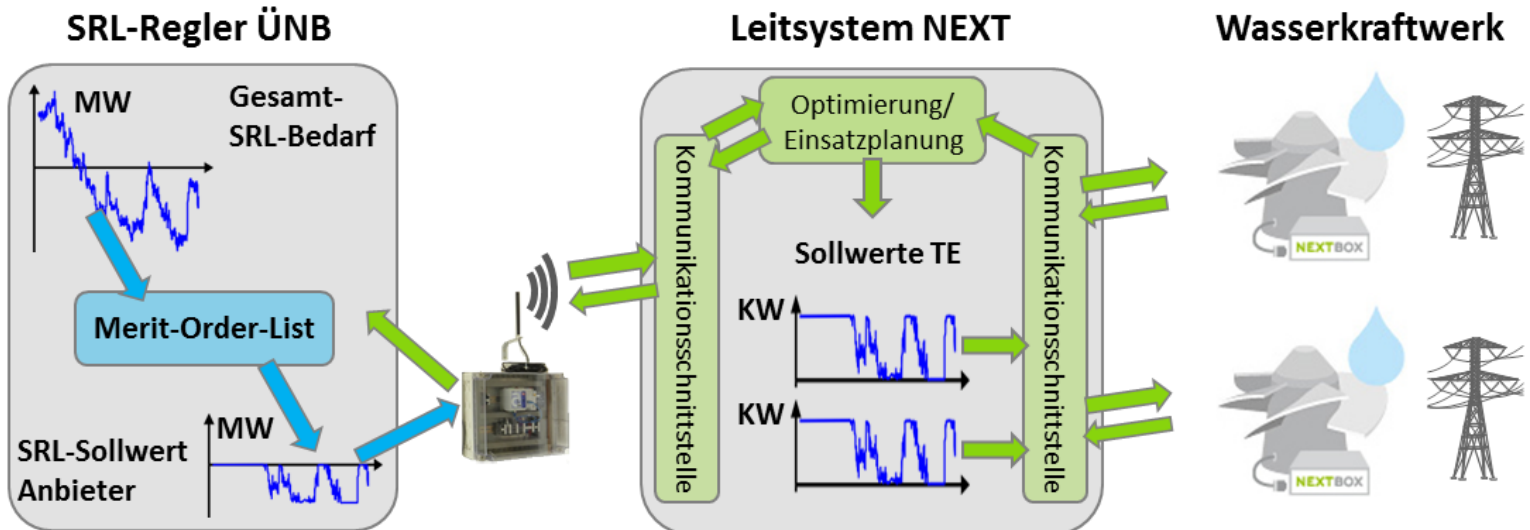 SRL-Regler ÜNB
MW
Gesamt-
SRL-Bedarf
Merit-Order-List
MW
SRL-Sollwert
Anbieter
Leitsystem NEXT
Optimierung/
Einsatzplanung
Kommunikationsschnittstelle
Sollwerte TE
KW
KW
Kommunikationsschnittstelle
Wasserkraftwerk
NEXTBOX
NEXTBOX